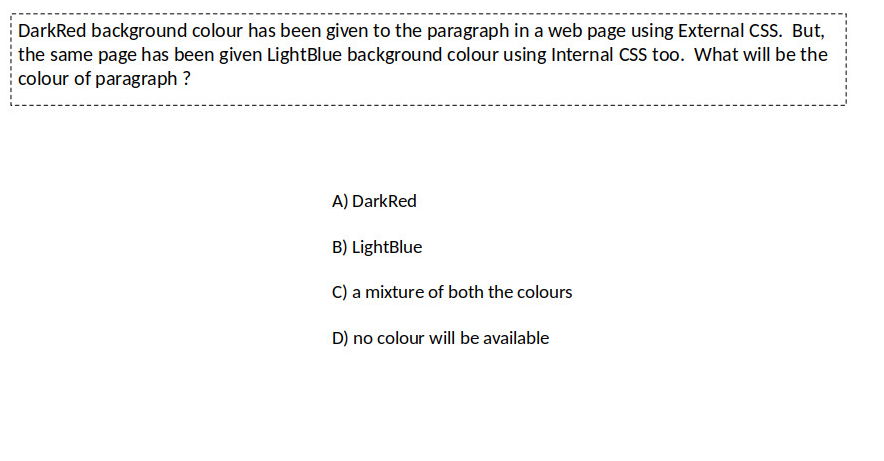 DarkRed background colour has been given to the paragraph in a web page using External CSS. But,
the same page has been given LightBlue background colour using Internal CSS too. What will be the
colour of paragraph ?
A) DarkRed
B) LightBlue
C) a mixture of both the colours
D) no colour will be available